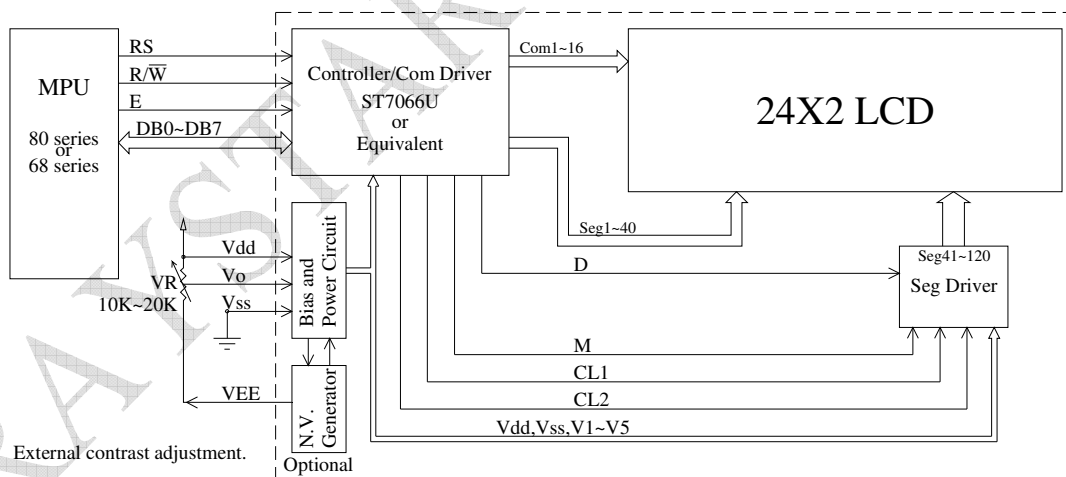 RS
R/W̅
E
DB0~DB7
MPU
80 series
or
68 series
Controller/Com Driver
ST7066U
or
Equivalent
Com1~16
24X2 LCD
Seg1~40
Seg41~120
Seg Driver
D
M
CL1
CL2
Vdd,Vss,V1~V5
Vdd
Vo
Vss
VR
10K~20K
VEE
Bias and
Power Circuit
N.V.
Generator
Optional
External contrast adjustment.
RAYSTAR